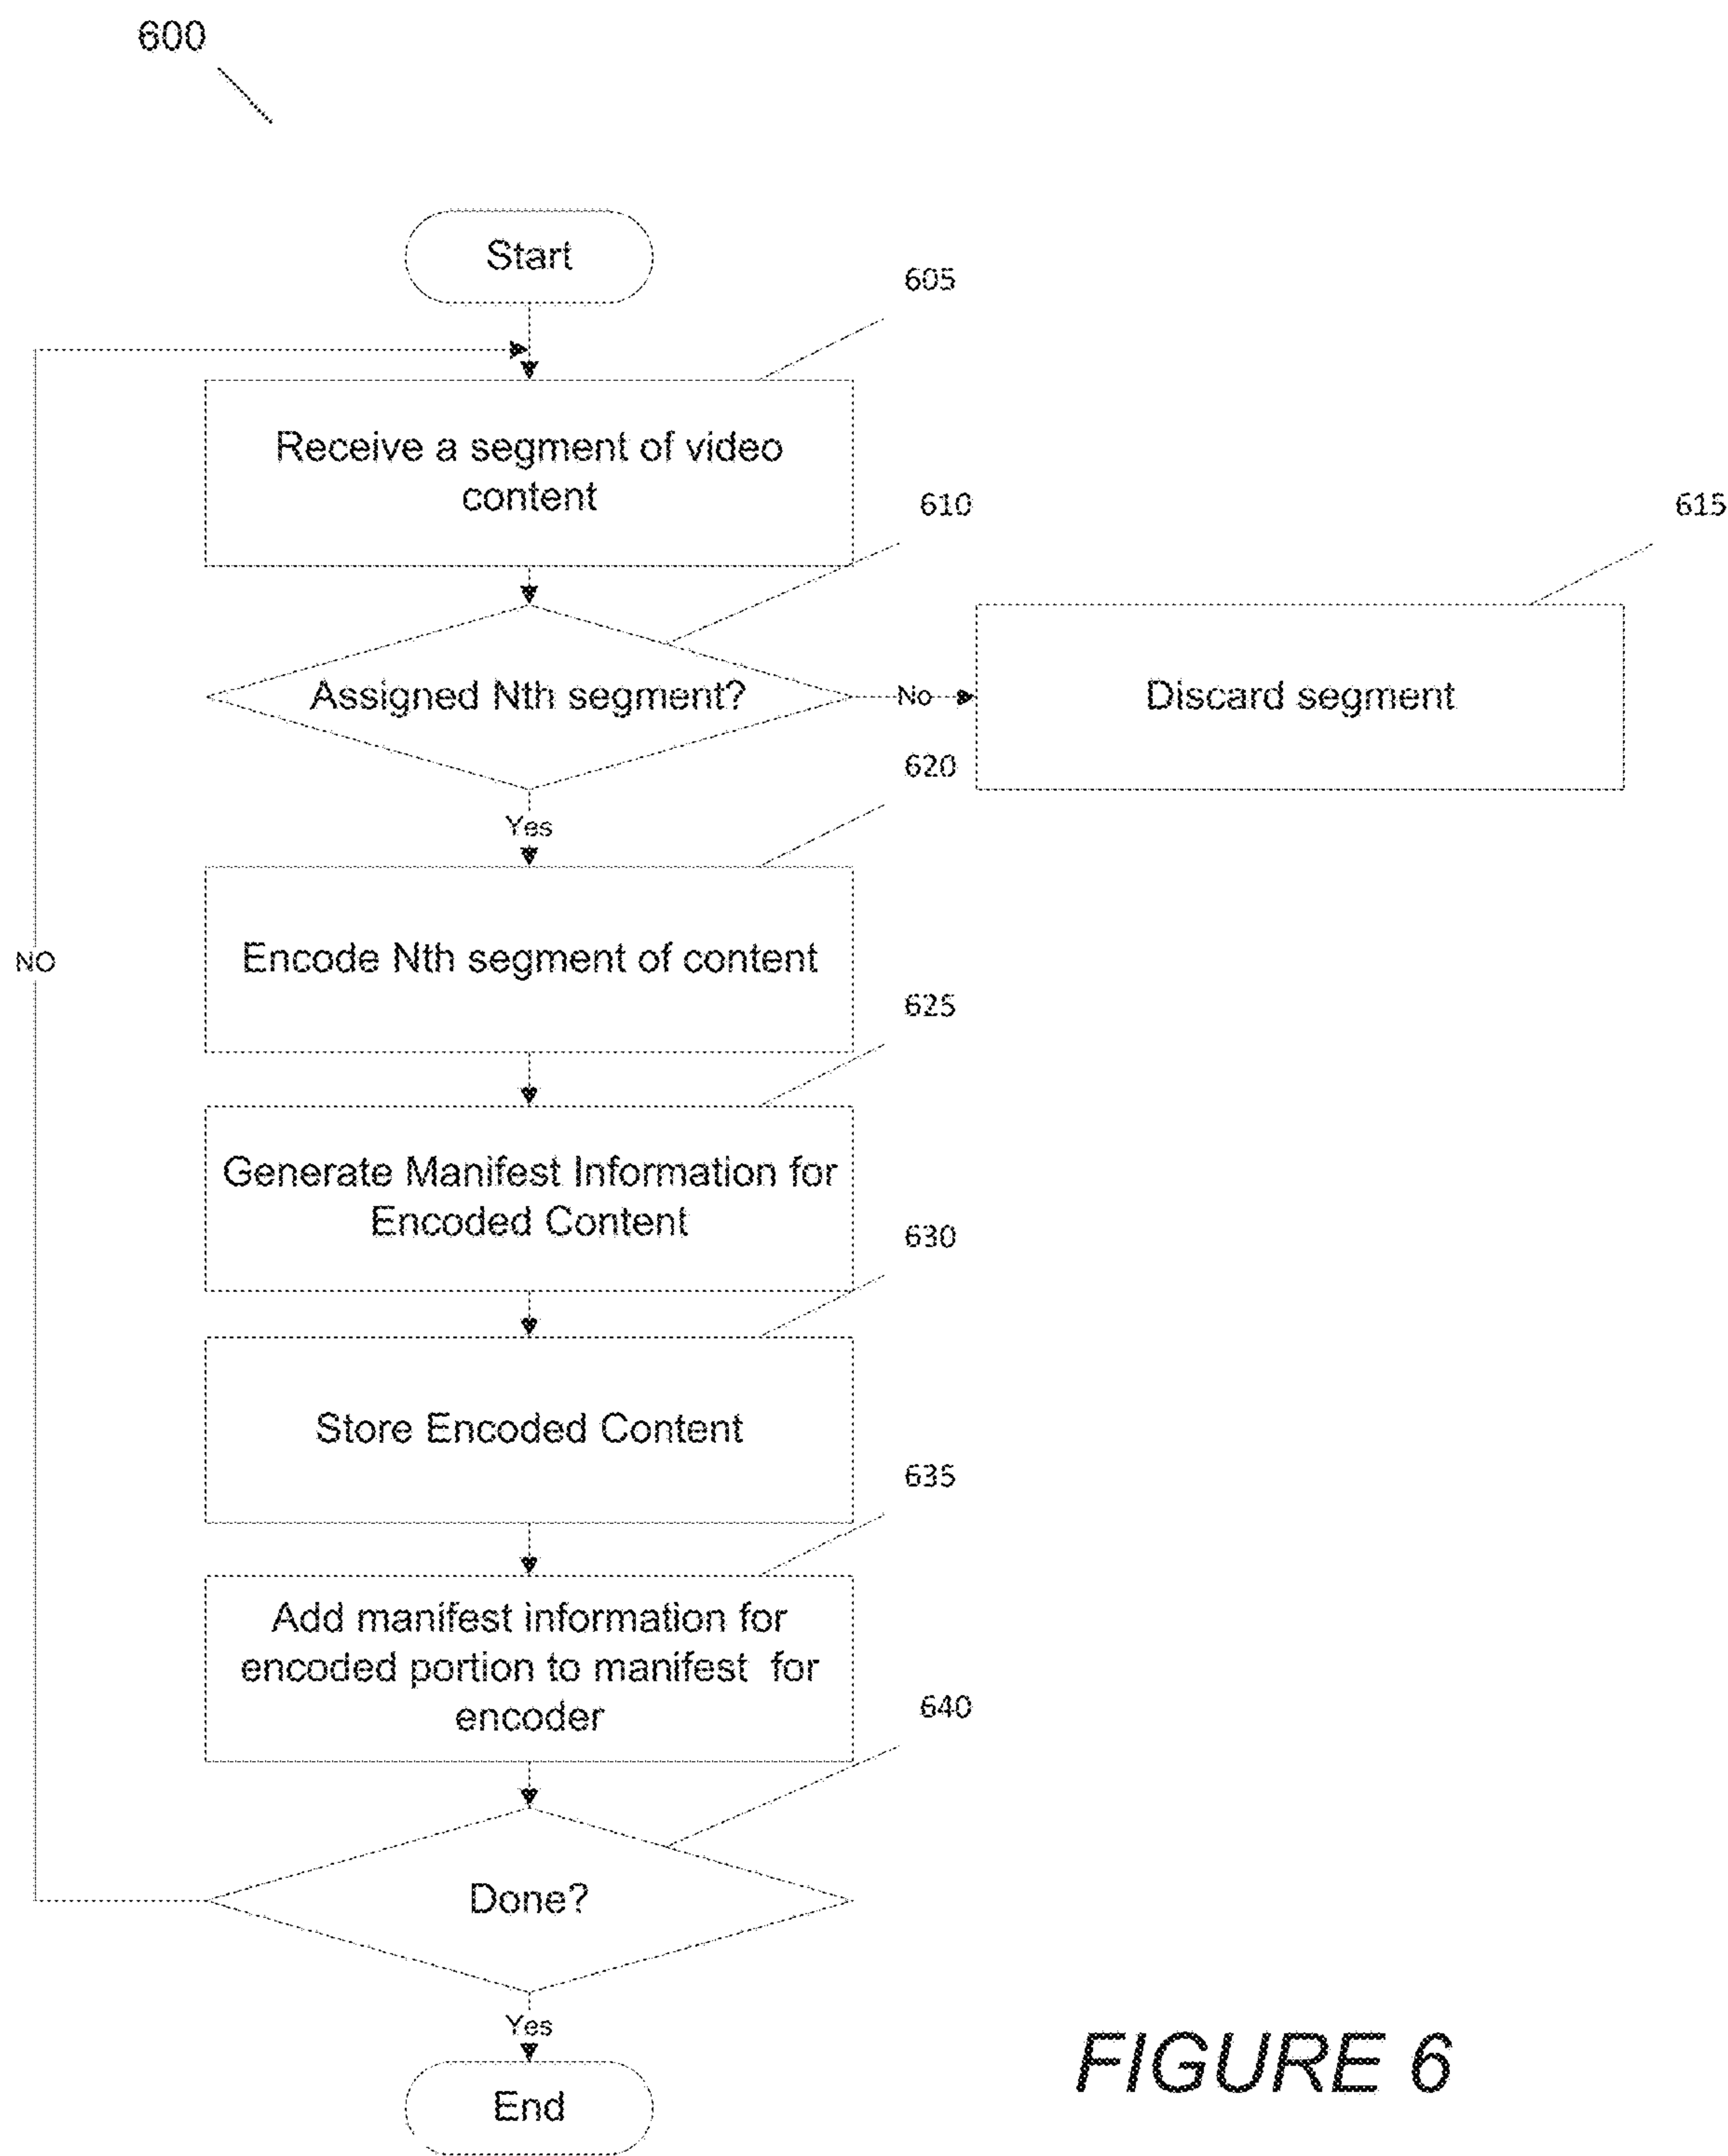 600
Start
605
Receive a segment of video
content
610
615
Assigned Nth segment?
No
Discard segment
620
Yes
Encode Nth segment of content
NO
625
Generate Manifest Information for
Encoded Content
630
Store Encoded Content
635
Add manifest information for
encoded portion to manifest for
encoder
640
Done?
Yes
End
FIGURE 6